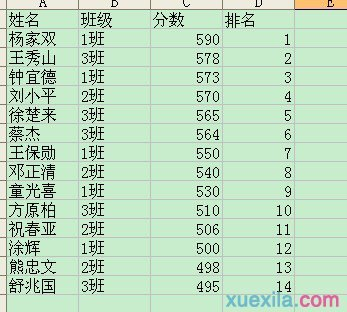 A B C D E
姓名 班级 分数 排名
杨家双 1班 590 1
王秀山 3班 578 2
钟宜德 1班 573 3
刘小平 2班 570 4
徐楚来 3班 565 5
蔡杰 3班 564 6
王保勋 1班 550 7
邓正清 2班 540 8
童光喜 1班 530 9
方原柏 3班 510 10
祝春亚 2班 506 11
涂辉 1班 500 12
熊忠文 2班 498 13
舒兆国 3班 495 14
xuexila.com